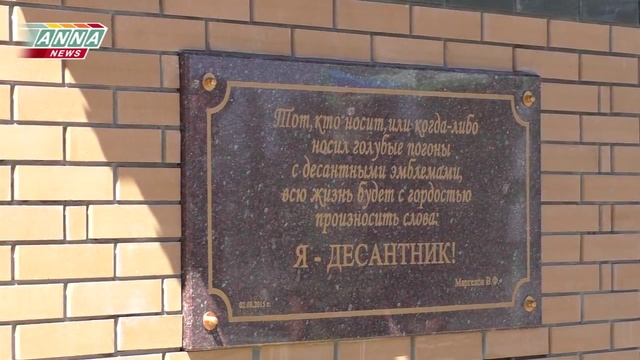 ANNA
NEWS
Тот, кто носит, или когда-либо
носил голубые погоны
с десантными эмблемами,
всю жизнь будет с гордостью
произносить слова:
Я - ДЕСАНТНИК!
Маргелов В.Ф.
02.08.2015 г.